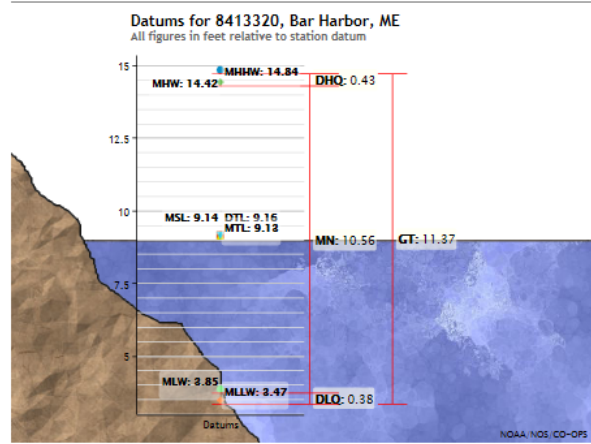 Datums for 8413320, Bar Harbor, ME
All figures in feet relative to station datum
15
MHHW: 14.84
DHQ: 0.43
MHW: 14.42
12.5
10
MSL: 9.14 DTL: 9.16
MTL: 9.13
MN: 10.56
GT: 11.37
7.5
5
MLW: 3.85
MLLW: 3.47
DLQ: 0.38
Datums
NOAA/NOS/CO-OPS